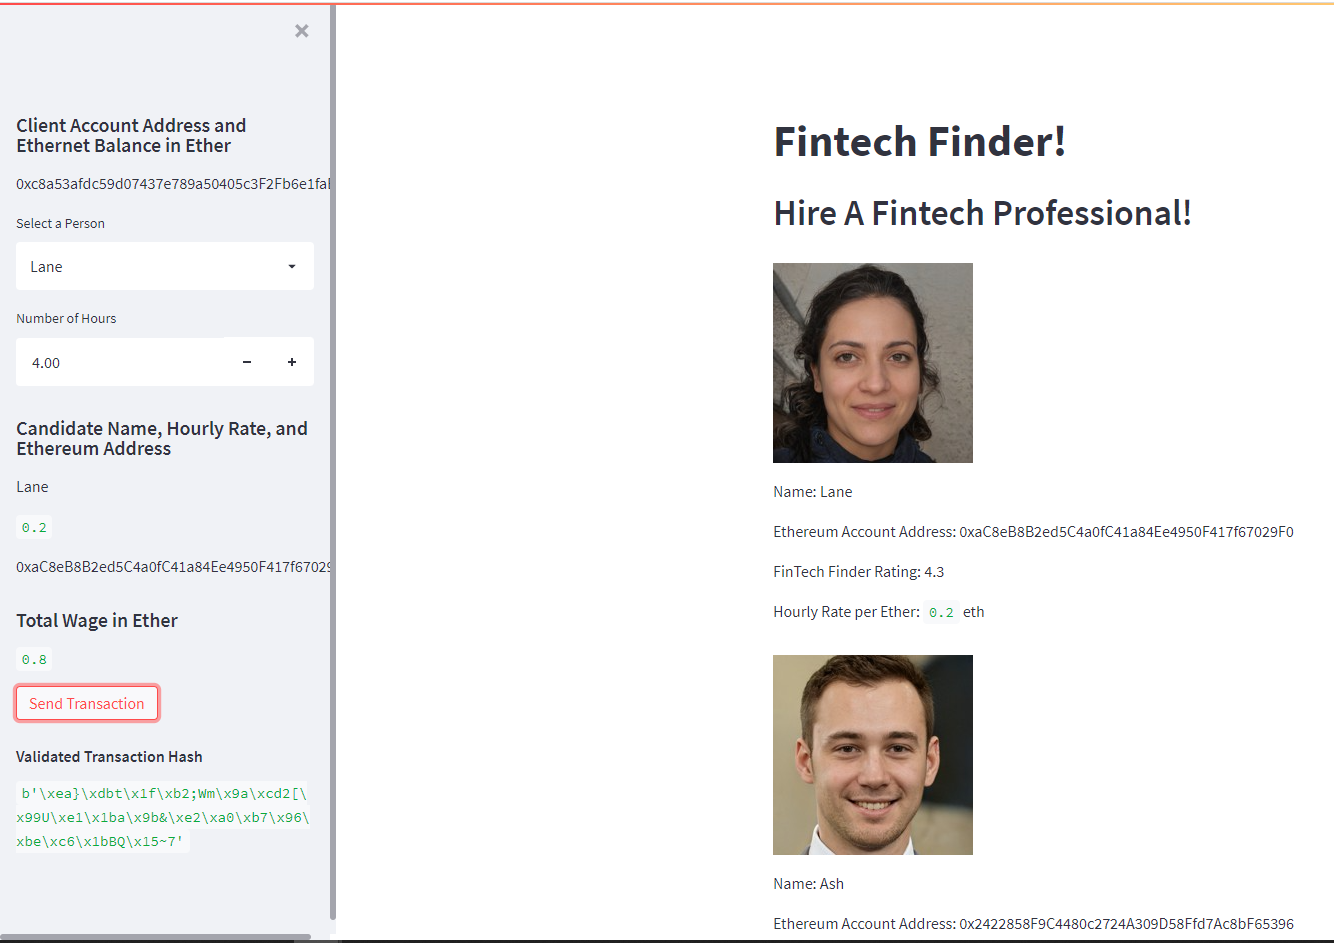 Client Account Address and
Ethernet Balance in Ether
0xc8a53afdc59d07437e789a50405c3F2Fb6e1fal
Select a Person
Lane
Number of Hours
4.00
Candidate Name, Hourly Rate, and
Ethereum Address
Lane
0.2
0xaC8eB8B2ed5C4a0fC41a84Ee4950F417f67029
Total Wage in Ether
0.8
Send Transaction
Validated Transaction Hash
b'\xea}\xdbt\x1f\xb2;Wm\x9a\xcd2[\
x99U\xe1\x1ba\x9b&\xe2\xa0\xb7\x96\
xbe\xc6\x1bBQ\x15~7'
Fintech Finder!
Hire A Fintech Professional!
Name: Lane
Ethereum Account Address: 0xaC8eB8B2ed5C4a0fC41a84Ee4950F417f67029F0
FinTech Finder Rating: 4.3
Hourly Rate per Ether: 0.2 eth
Name: Ash
Ethereum Account Address: 0x2422858F9C4480c2724A309D58Ffd7Ac8bF65396